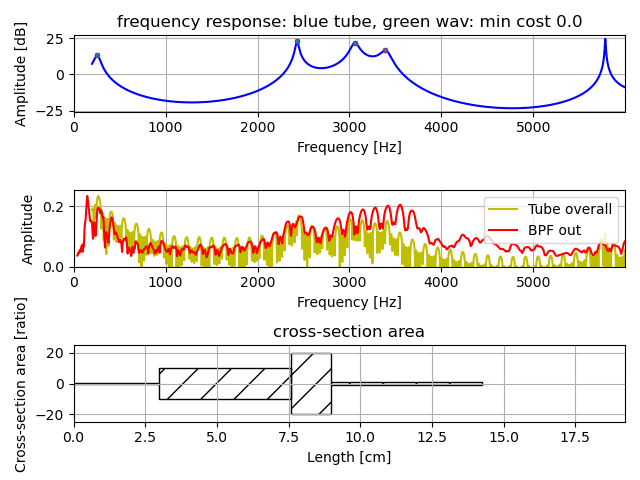 frequency response: blue tube, green wav: min cost 0.0
Amplitude [dB]
25
0
−25
0 1000 2000 3000 4000 5000
Frequency [Hz]
Amplitude
0.2
0.0
Tube overall
BPF out
0 1000 2000 3000 4000 5000
Frequency [Hz]
cross-section area
Cross-section area [ratio]
20
0
−20
0.0 2.5 5.0 7.5 10.0 12.5 15.0 17.5
Length [cm]